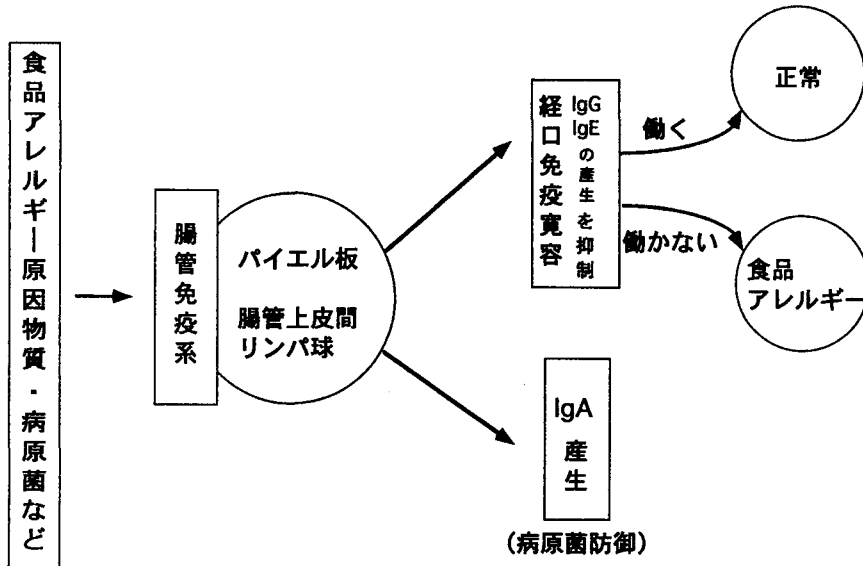 食品アレルギー原因物質・病原菌など
腸管免疫系
パイエル板
腸管上皮間
リンパ球
経口免疫寛容
IgG
IgE
の産生を抑制
働く
正常
働かない
食品
アレルギー
IgA
産生
(病原菌防御)